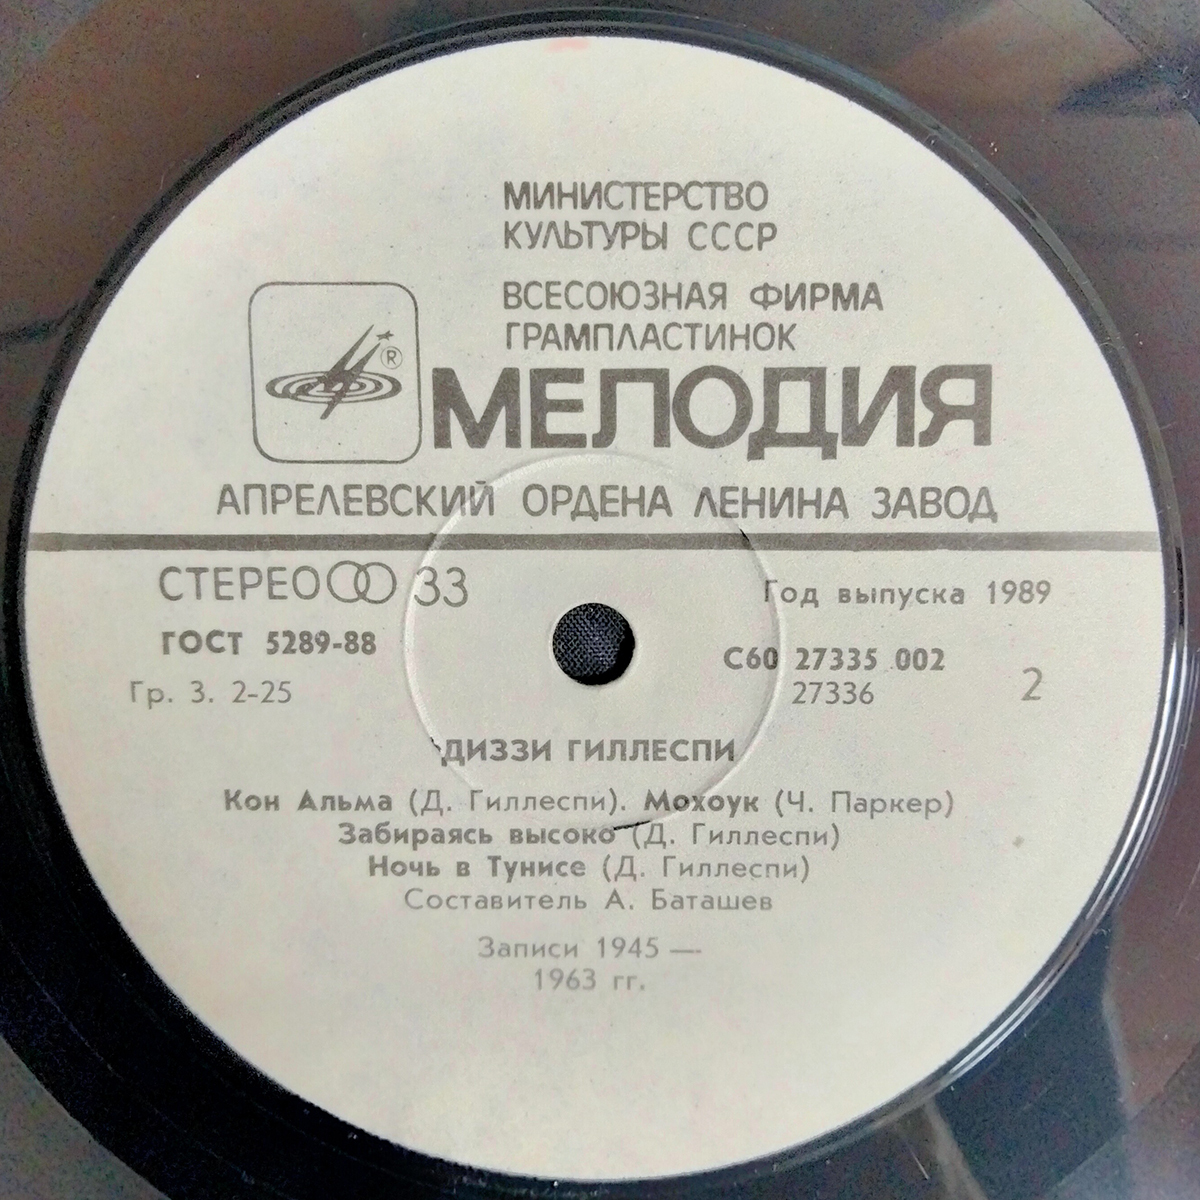 МИНИСТЕРСТВО
КУЛЬТУРЫ СССР
ВСЕСОЮЗНАЯ ФИРМА
ГРАМПЛАСТИНОК
®
МЕЛОДИЯ
АПРЕЛЕВСКИЙ ОРДЕНА ЛЕНИНА ЗАВОД
СТЕРЕО 33
Год выпуска 1989
ГОСТ 5289-88
С60 27335 002
Гр. 3. 2-25
27336
2
ДИЗЗИ ГИЛЛЕСПИ
Кон Альма (Д. Гиллеспи). Мохоук (Ч. Паркер)
Забираясь высоко (Д. Гиллеспи)
Ночь в Тунисе (Д. Гиллеспи)
Составитель А. Баташев
Записи 1945 —
1963 гг.